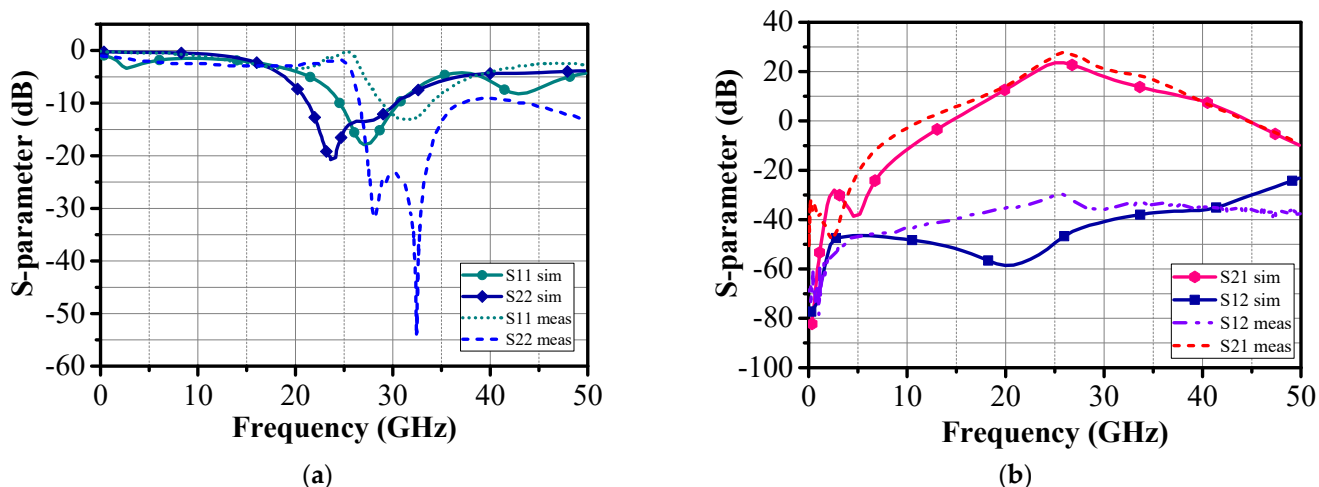 S-parameter (dB)
0
-10
-20
-30
-40
-50
-60
0
10
20
30
40
50
Frequency (GHz)
S11 sim
S22 sim
S11 meas
S22 meas
(a)
S-parameter (dB)
40
20
0
-20
-40
-60
-80
-100
0
10
20
30
40
50
Frequency (GHz)
S21 sim
S12 sim
S12 meas
S21 meas
(b)